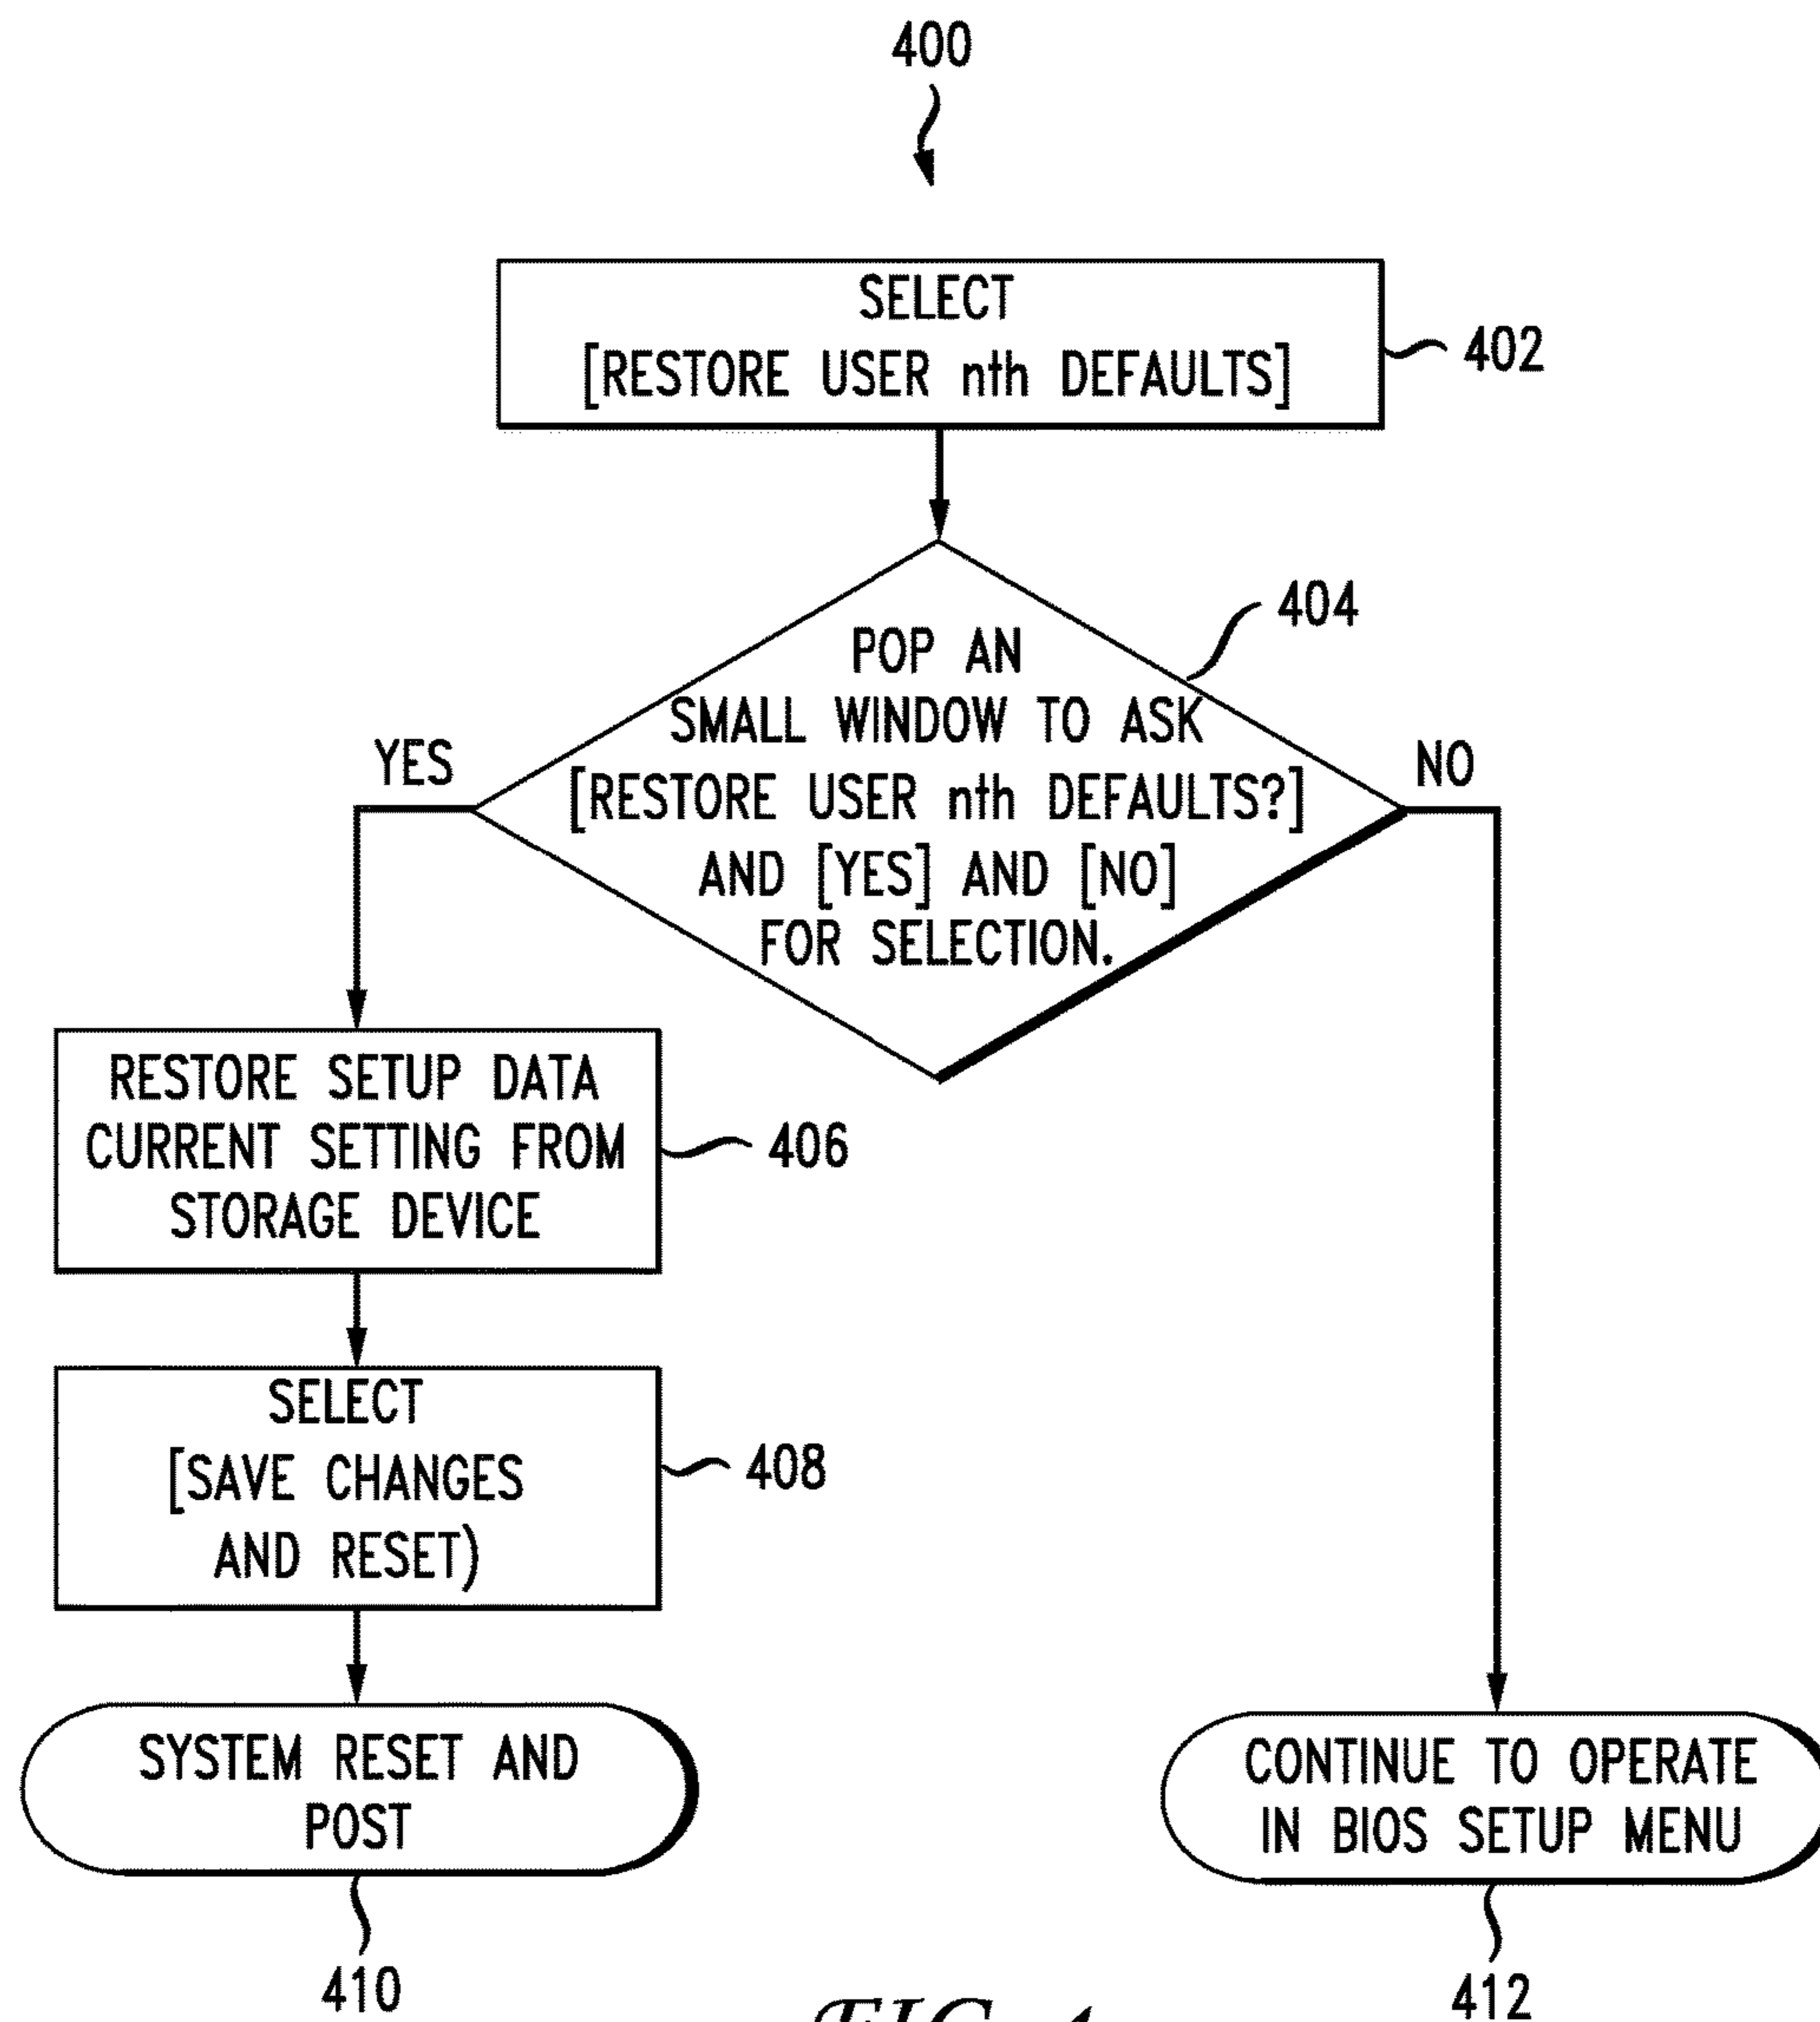 400
SELECT
[RESTORE USER nth DEFAULTS]
402
POP AN
SMALL WINDOW TO ASK
[RESTORE USER nth DEFAULTS?]
AND [YES] AND [NO]
FOR SELECTION.
404
YES
NO
RESTORE SETUP DATA
CURRENT SETTING FROM
STORAGE DEVICE
406
SELECT
[SAVE CHANGES
AND RESET)
408
SYSTEM RESET AND
POST
410
CONTINUE TO OPERATE
IN BIOS SETUP MENU
412